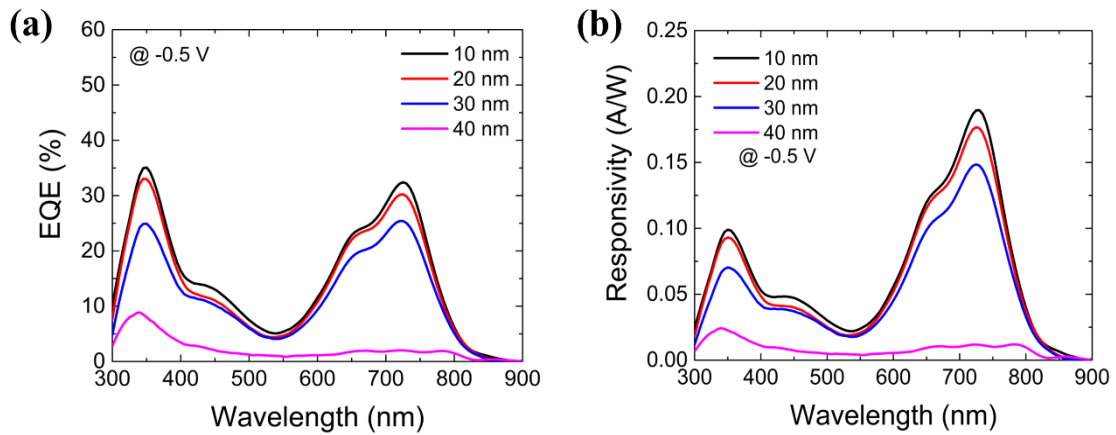 (a)
60
50
40
30
20
10
0
EQE (%)
@ -0.5 V
10 nm
20 nm
30 nm
40 nm
300 400 500 600 700 800 900
Wavelength (nm)
(b)
0.25
0.20
0.15
0.10
0.05
0.00
Responsivity (A/W)
10 nm
20 nm
30 nm
40 nm
@ -0.5 V
300 400 500 600 700 800 900
Wavelength (nm)